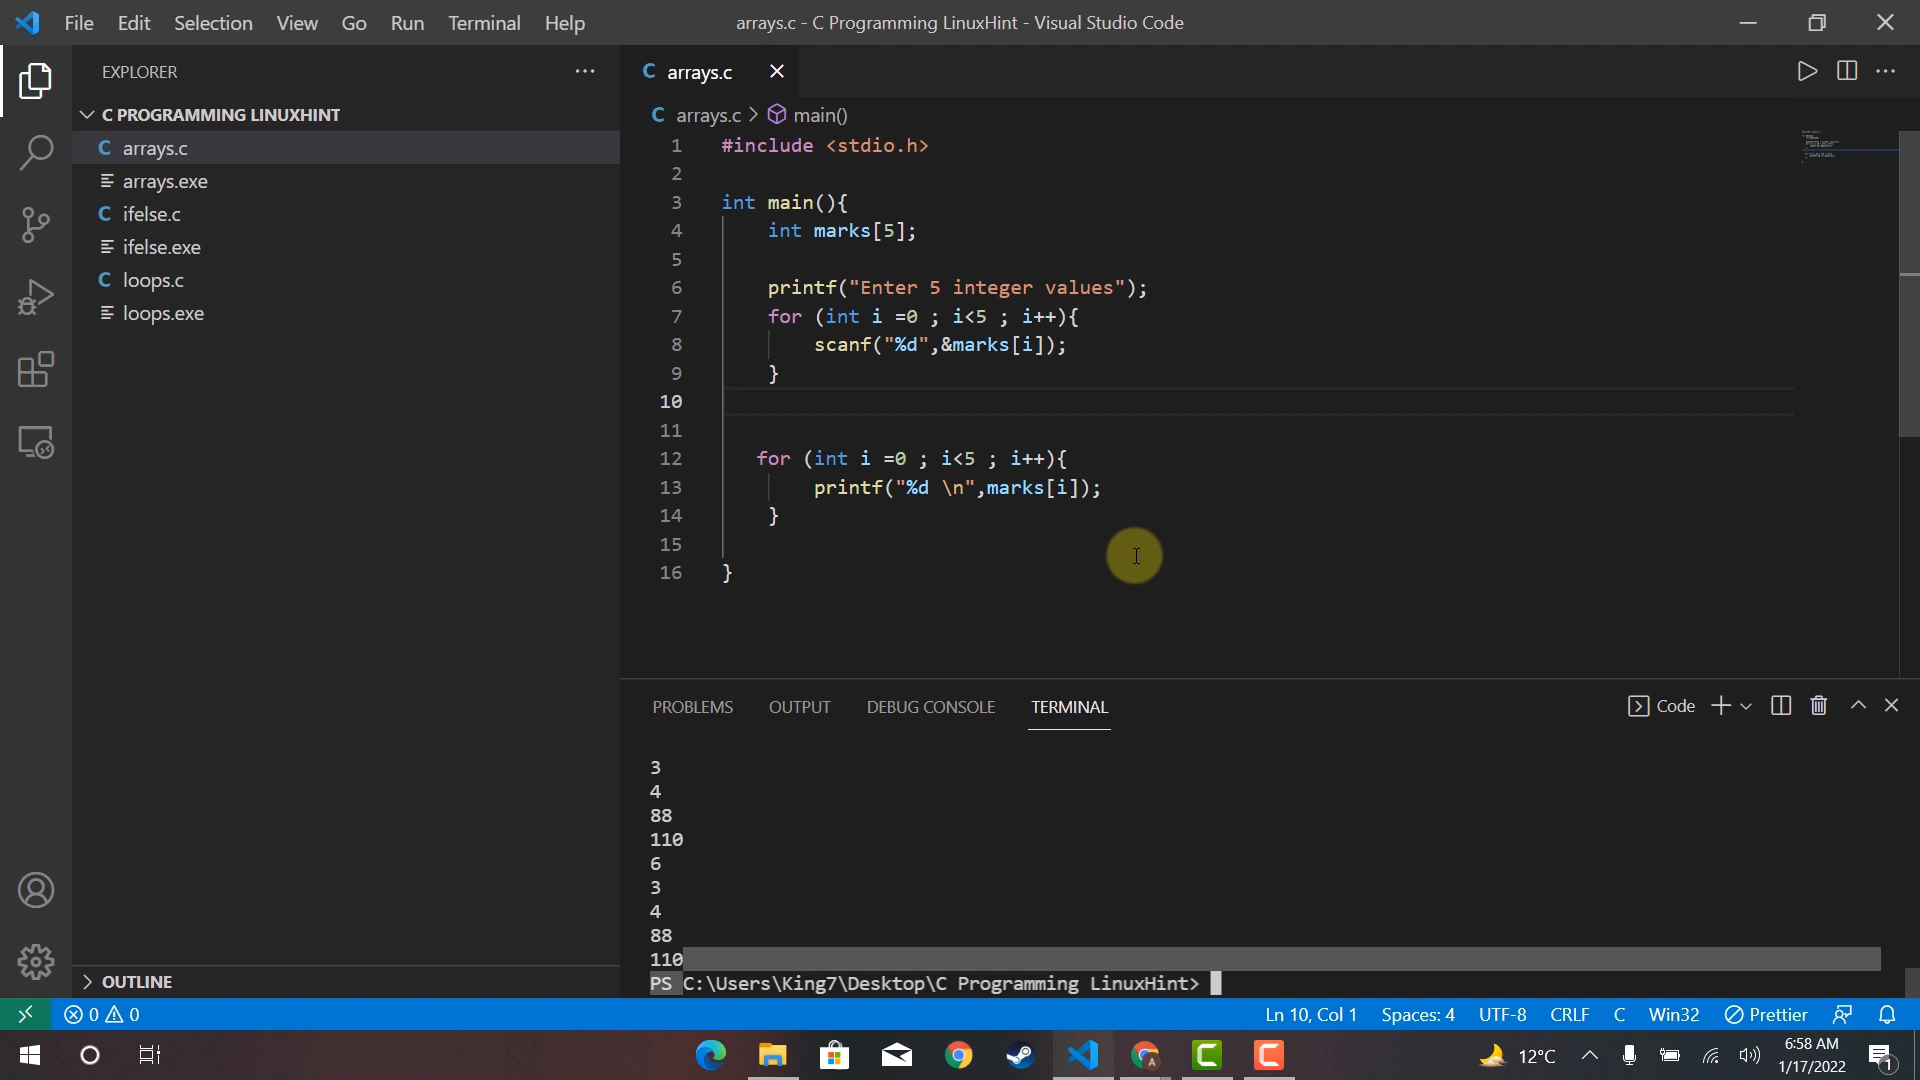 File Edit Selection View Go Run Terminal Help
arrays.c - C Programming LinuxHint - Visual Studio Code
EXPLORER
C PROGRAMMING LINUXHINT
C arrays.c
arrays.exe
C ifelse.c
ifelse.exe
C loops.c
loops.exe
OUTLINE
C arrays.c
C arrays.c > main()
1 #include <stdio.h>
2
3 int main(){
4 int marks[5];
5
6 printf("Enter 5 integer values");
7 for (int i =0 ; i<5 ; i++){
8 scanf("%d",&marks[i]);
9 }
10
11
12 for (int i =0 ; i<5 ; i++){
13 printf("%d \n",marks[i]);
14 }
15
16 }
PROBLEMS OUTPUT DEBUG CONSOLE TERMINAL
Code
3
4
88
110
6
3
4
88
110
PS C:\Users\King7\Desktop\C Programming LinuxHint>
0 0
Ln 10, Col 1 Spaces: 4 UTF-8 CRLF C Win32 Prettier
12°C
6:58 AM
1/17/2022
1